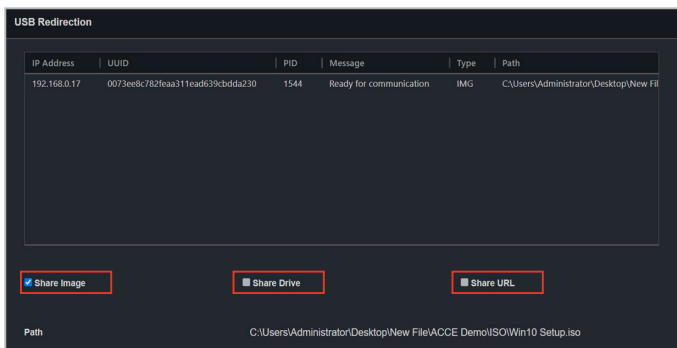 USB Redirection
IP Address UUID PID Message Type Path
192.168.0.17 0073ee8c782feaa311ead639cbdda230 1544 Ready for communication IMG C:\Users\Administrator\Desktop\New Fil
Share Image Share Drive Share URL
Path C:\Users\Administrator\Desktop\New File\ACCE Demo\ISO\Win10 Setup.iso